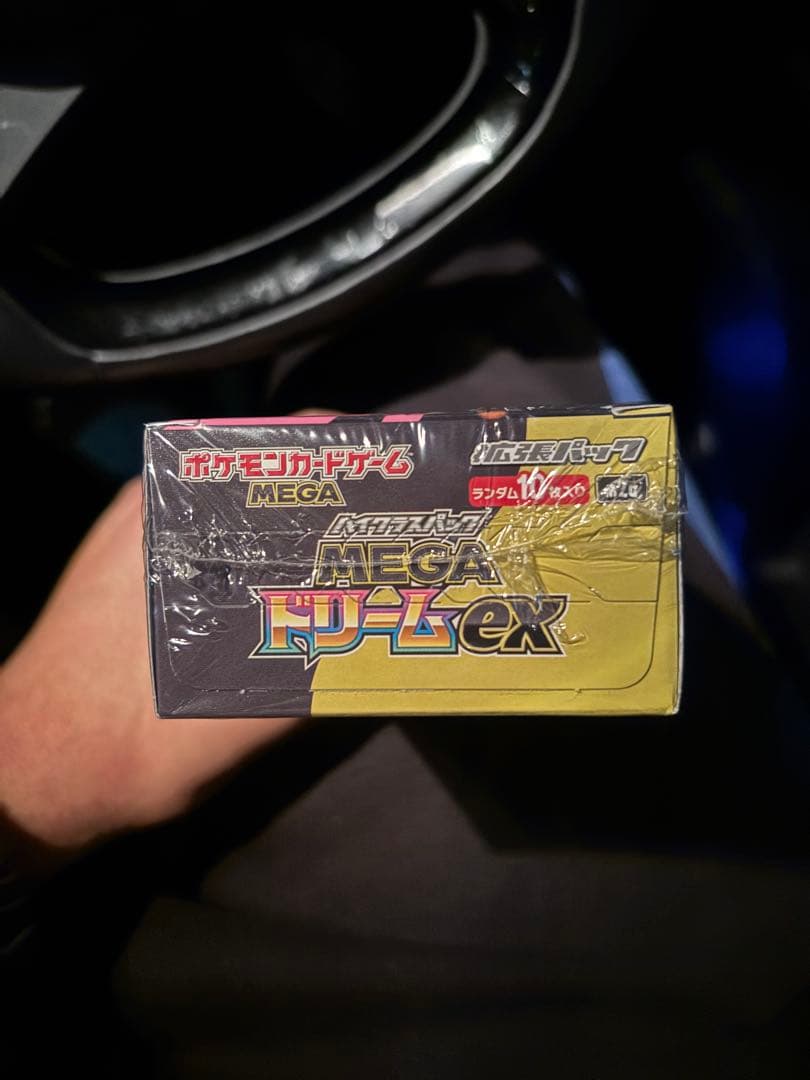 ポケモンカードゲーム
MEGA
拡張パック
ランダム10枚入り
ハイクラスパック
MEGA
ドリームex